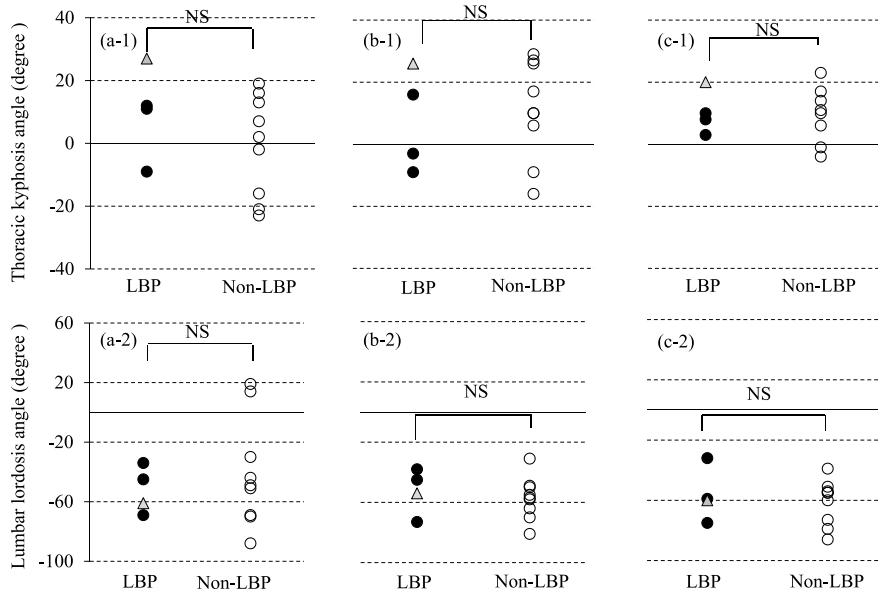 Thoracic kyphosis angle (degree)
40
20
0
-20
-40
(a-1)
NS
LBP
Non-LBP
(b-1)
NS
LBP
Non-LBP
(c-1)
NS
LBP
Non-LBP
Lumbar lordosis angle (degree )
60
20
-20
-60
-100
(a-2)
NS
LBP
Non-LBP
(b-2)
NS
LBP
Non-LBP
(c-2)
NS
LBP
Non-LBP